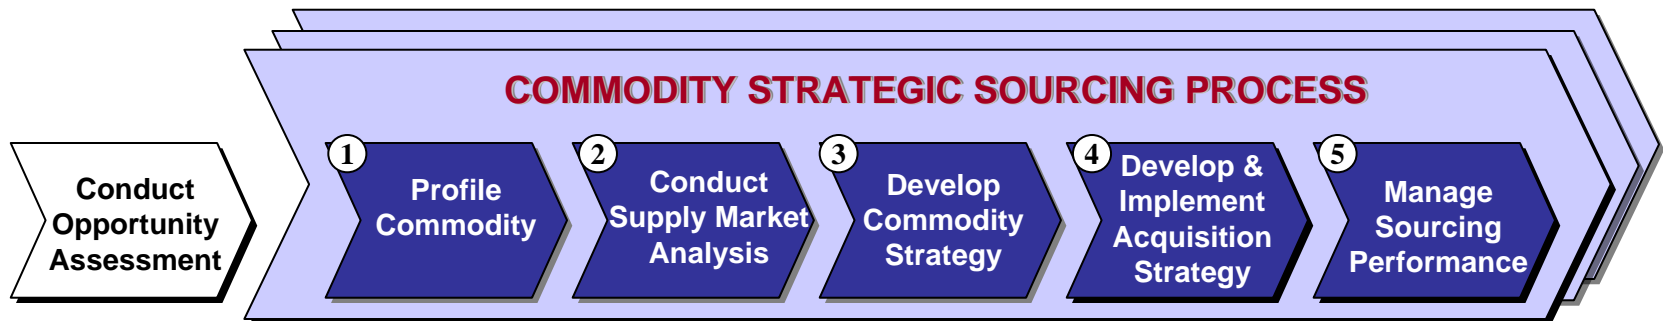 COMMODITY STRATEGIC SOURCING PROCESS
Conduct
Opportunity
Assessment
1
Profile
Commodity
2
Conduct
Supply Market
Analysis
3
Develop
Commodity
Strategy
4
Develop &
Implement
Acquisition
Strategy
5
Manage
Sourcing
Performance